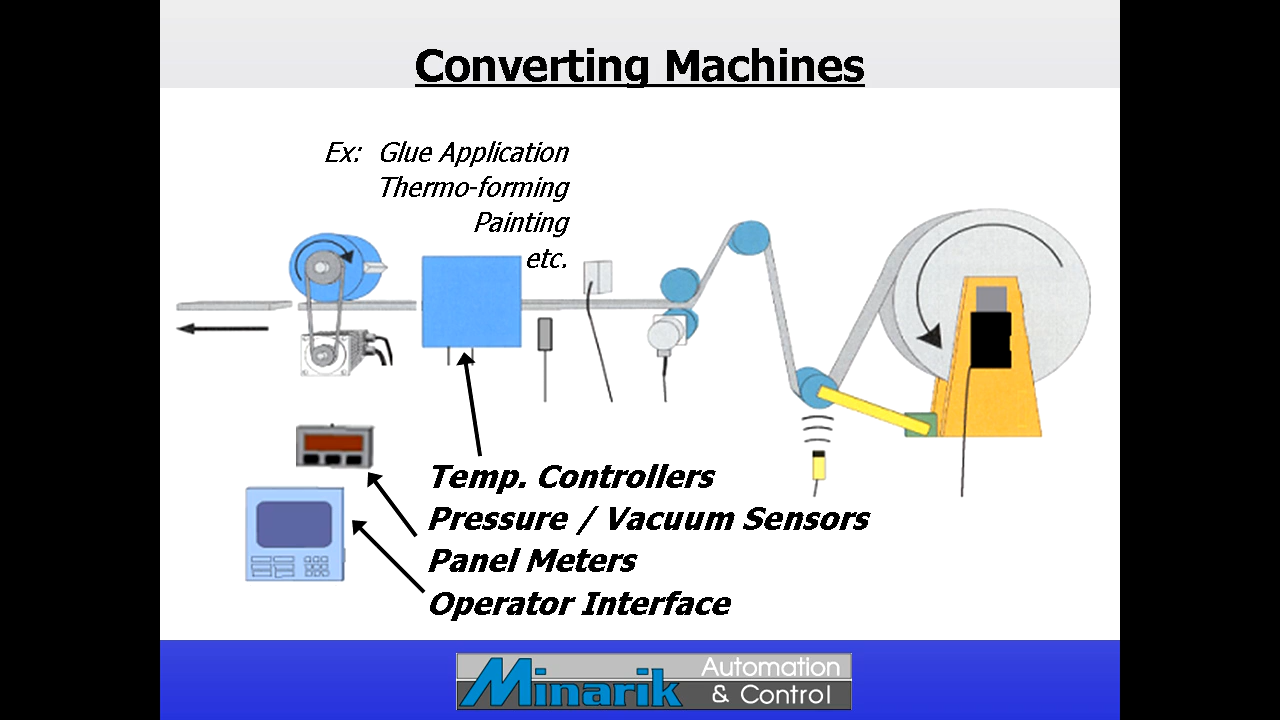 Converting Machines
Ex: Glue Application
Thermo-forming
Painting
etc.
Temp. Controllers
Pressure / Vacuum Sensors
Panel Meters
Operator Interface
Minarik Automation
& Control